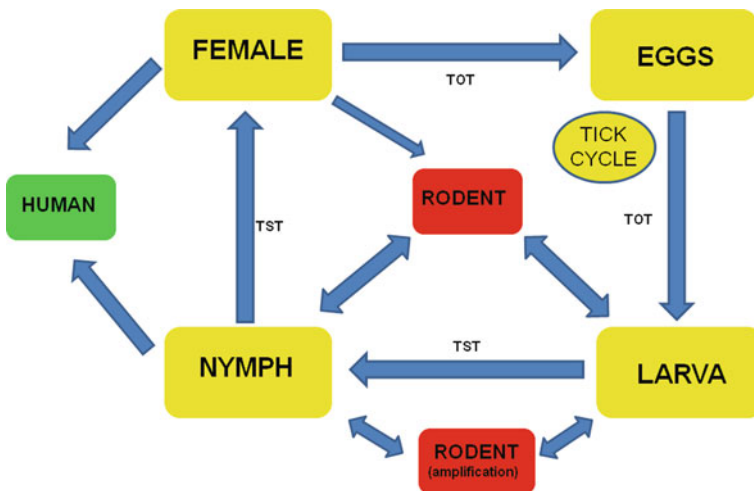 FEMALE
EGGS
TOT
TICK
CYCLE
HUMAN
RODENT
TST
TOT
NYMPH
TST
LARVA
RODENT
(amplification)